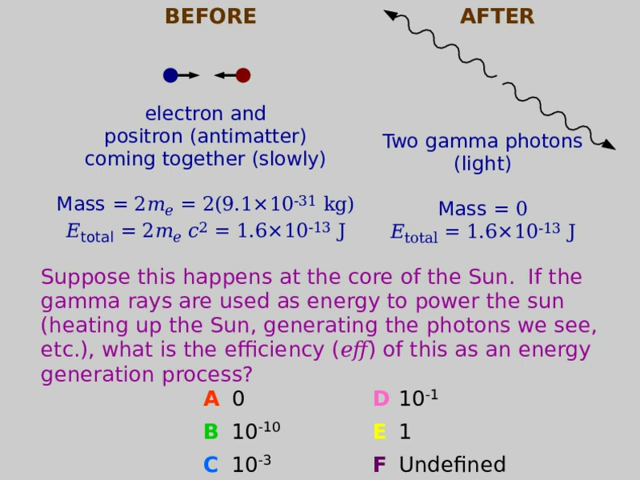 BEFORE
AFTER
electron and
positron (antimatter)
coming together (slowly)
Mass = 2mₑ = 2(9.1×10⁻³¹ kg)
E_total = 2mₑ c² = 1.6×10⁻¹³ J
Two gamma photons
(light)
Mass = 0
E_total = 1.6×10⁻¹³ J
Suppose this happens at the core of the Sun. If the
gamma rays are used as energy to power the sun
(heating up the Sun, generating the photons we see,
etc.), what is the efficiency (eff) of this as an energy
generation process?
A 0
B 10⁻¹⁰
C 10⁻³
D 10⁻¹
E 1
F Undefined